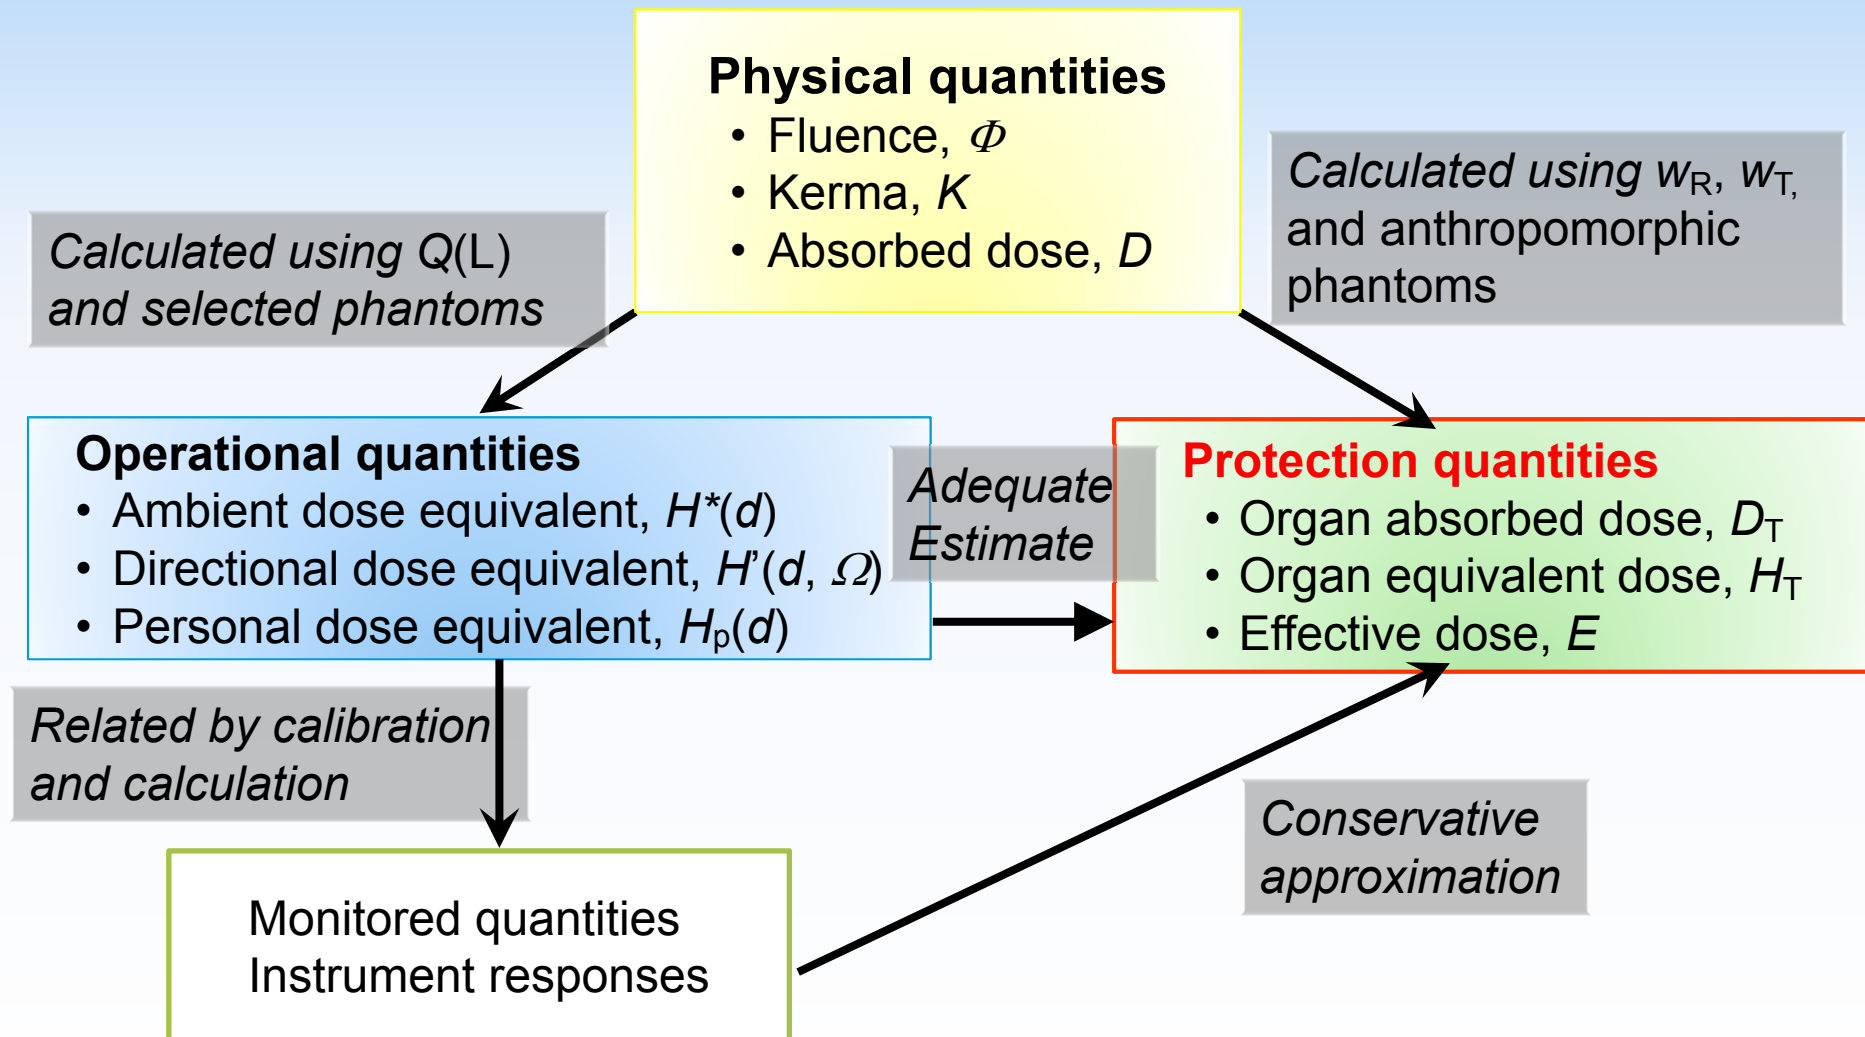 Physical quantities
• Fluence, Φ
• Kerma, K
• Absorbed dose, D
Calculated using Q(L)
and selected phantoms
Calculated using wR, wT,
and anthropomorphic
phantoms
Operational quantities
• Ambient dose equivalent, H*(d)
• Directional dose equivalent, H’(d, Ω)
• Personal dose equivalent, Hp(d)
Adequate
Estimate
Protection quantities
• Organ absorbed dose, DT
• Organ equivalent dose, HT
• Effective dose, E
Related by calibration
and calculation
Conservative
approximation
Monitored quantities
Instrument responses